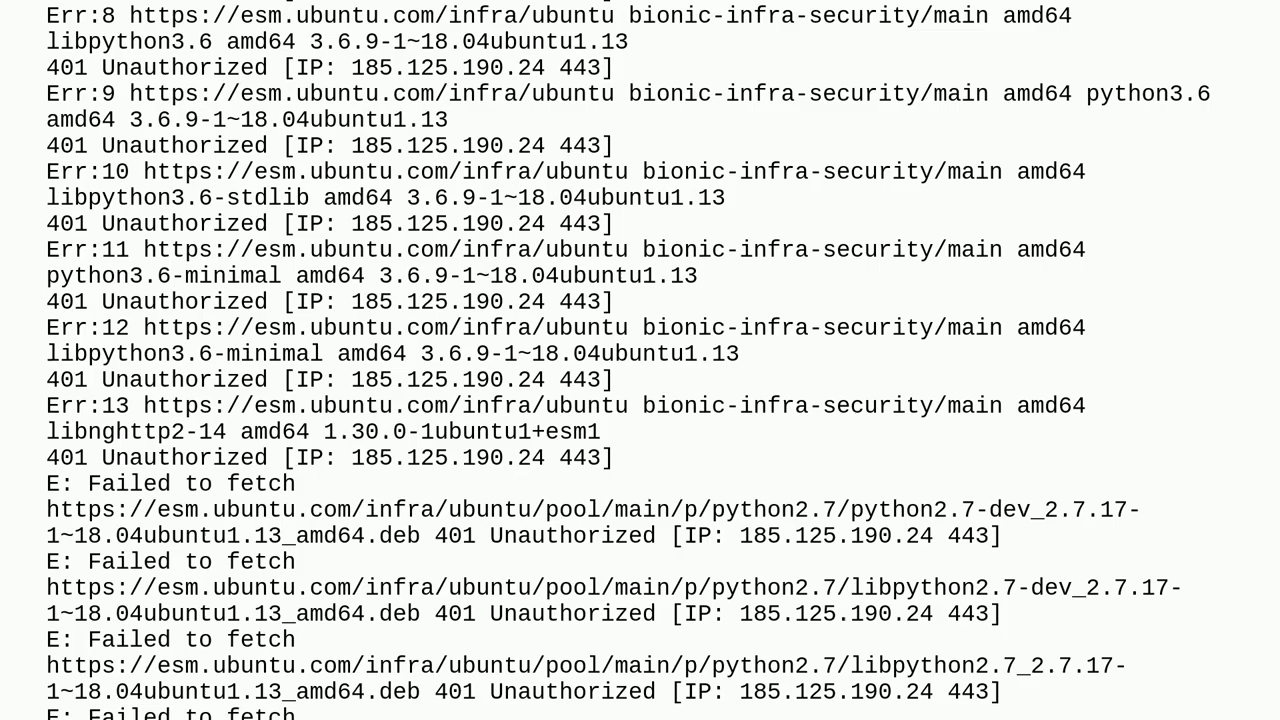 Err:8 https://esm.ubuntu.com/infra/ubuntu bionic-infra-security/main amd64
libpython3.6 amd64 3.6.9-1~18.04ubuntu1.13
401 Unauthorized [IP: 185.125.190.24 443]
Err:9 https://esm.ubuntu.com/infra/ubuntu bionic-infra-security/main amd64 python3.6
amd64 3.6.9-1~18.04ubuntu1.13
401 Unauthorized [IP: 185.125.190.24 443]
Err:10 https://esm.ubuntu.com/infra/ubuntu bionic-infra-security/main amd64
libpython3.6-stdlib amd64 3.6.9-1~18.04ubuntu1.13
401 Unauthorized [IP: 185.125.190.24 443]
Err:11 https://esm.ubuntu.com/infra/ubuntu bionic-infra-security/main amd64
python3.6-minimal amd64 3.6.9-1~18.04ubuntu1.13
401 Unauthorized [IP: 185.125.190.24 443]
Err:12 https://esm.ubuntu.com/infra/ubuntu bionic-infra-security/main amd64
libpython3.6-minimal amd64 3.6.9-1~18.04ubuntu1.13
401 Unauthorized [IP: 185.125.190.24 443]
Err:13 https://esm.ubuntu.com/infra/ubuntu bionic-infra-security/main amd64
libnghttp2-14 amd64 1.30.0-1ubuntu1+esm1
401 Unauthorized [IP: 185.125.190.24 443]
E: Failed to fetch
https://esm.ubuntu.com/infra/ubuntu/pool/main/p/python2.7/python2.7-dev_2.7.17-
1~18.04ubuntu1.13_amd64.deb 401 Unauthorized [IP: 185.125.190.24 443]
E: Failed to fetch
https://esm.ubuntu.com/infra/ubuntu/pool/main/p/python2.7/libpython2.7-dev_2.7.17-
1~18.04ubuntu1.13_amd64.deb 401 Unauthorized [IP: 185.125.190.24 443]
E: Failed to fetch
https://esm.ubuntu.com/infra/ubuntu/pool/main/p/python2.7/libpython2.7_2.7.17-
1~18.04ubuntu1.13_amd64.deb 401 Unauthorized [IP: 185.125.190.24 443]
E: Failed to fetch